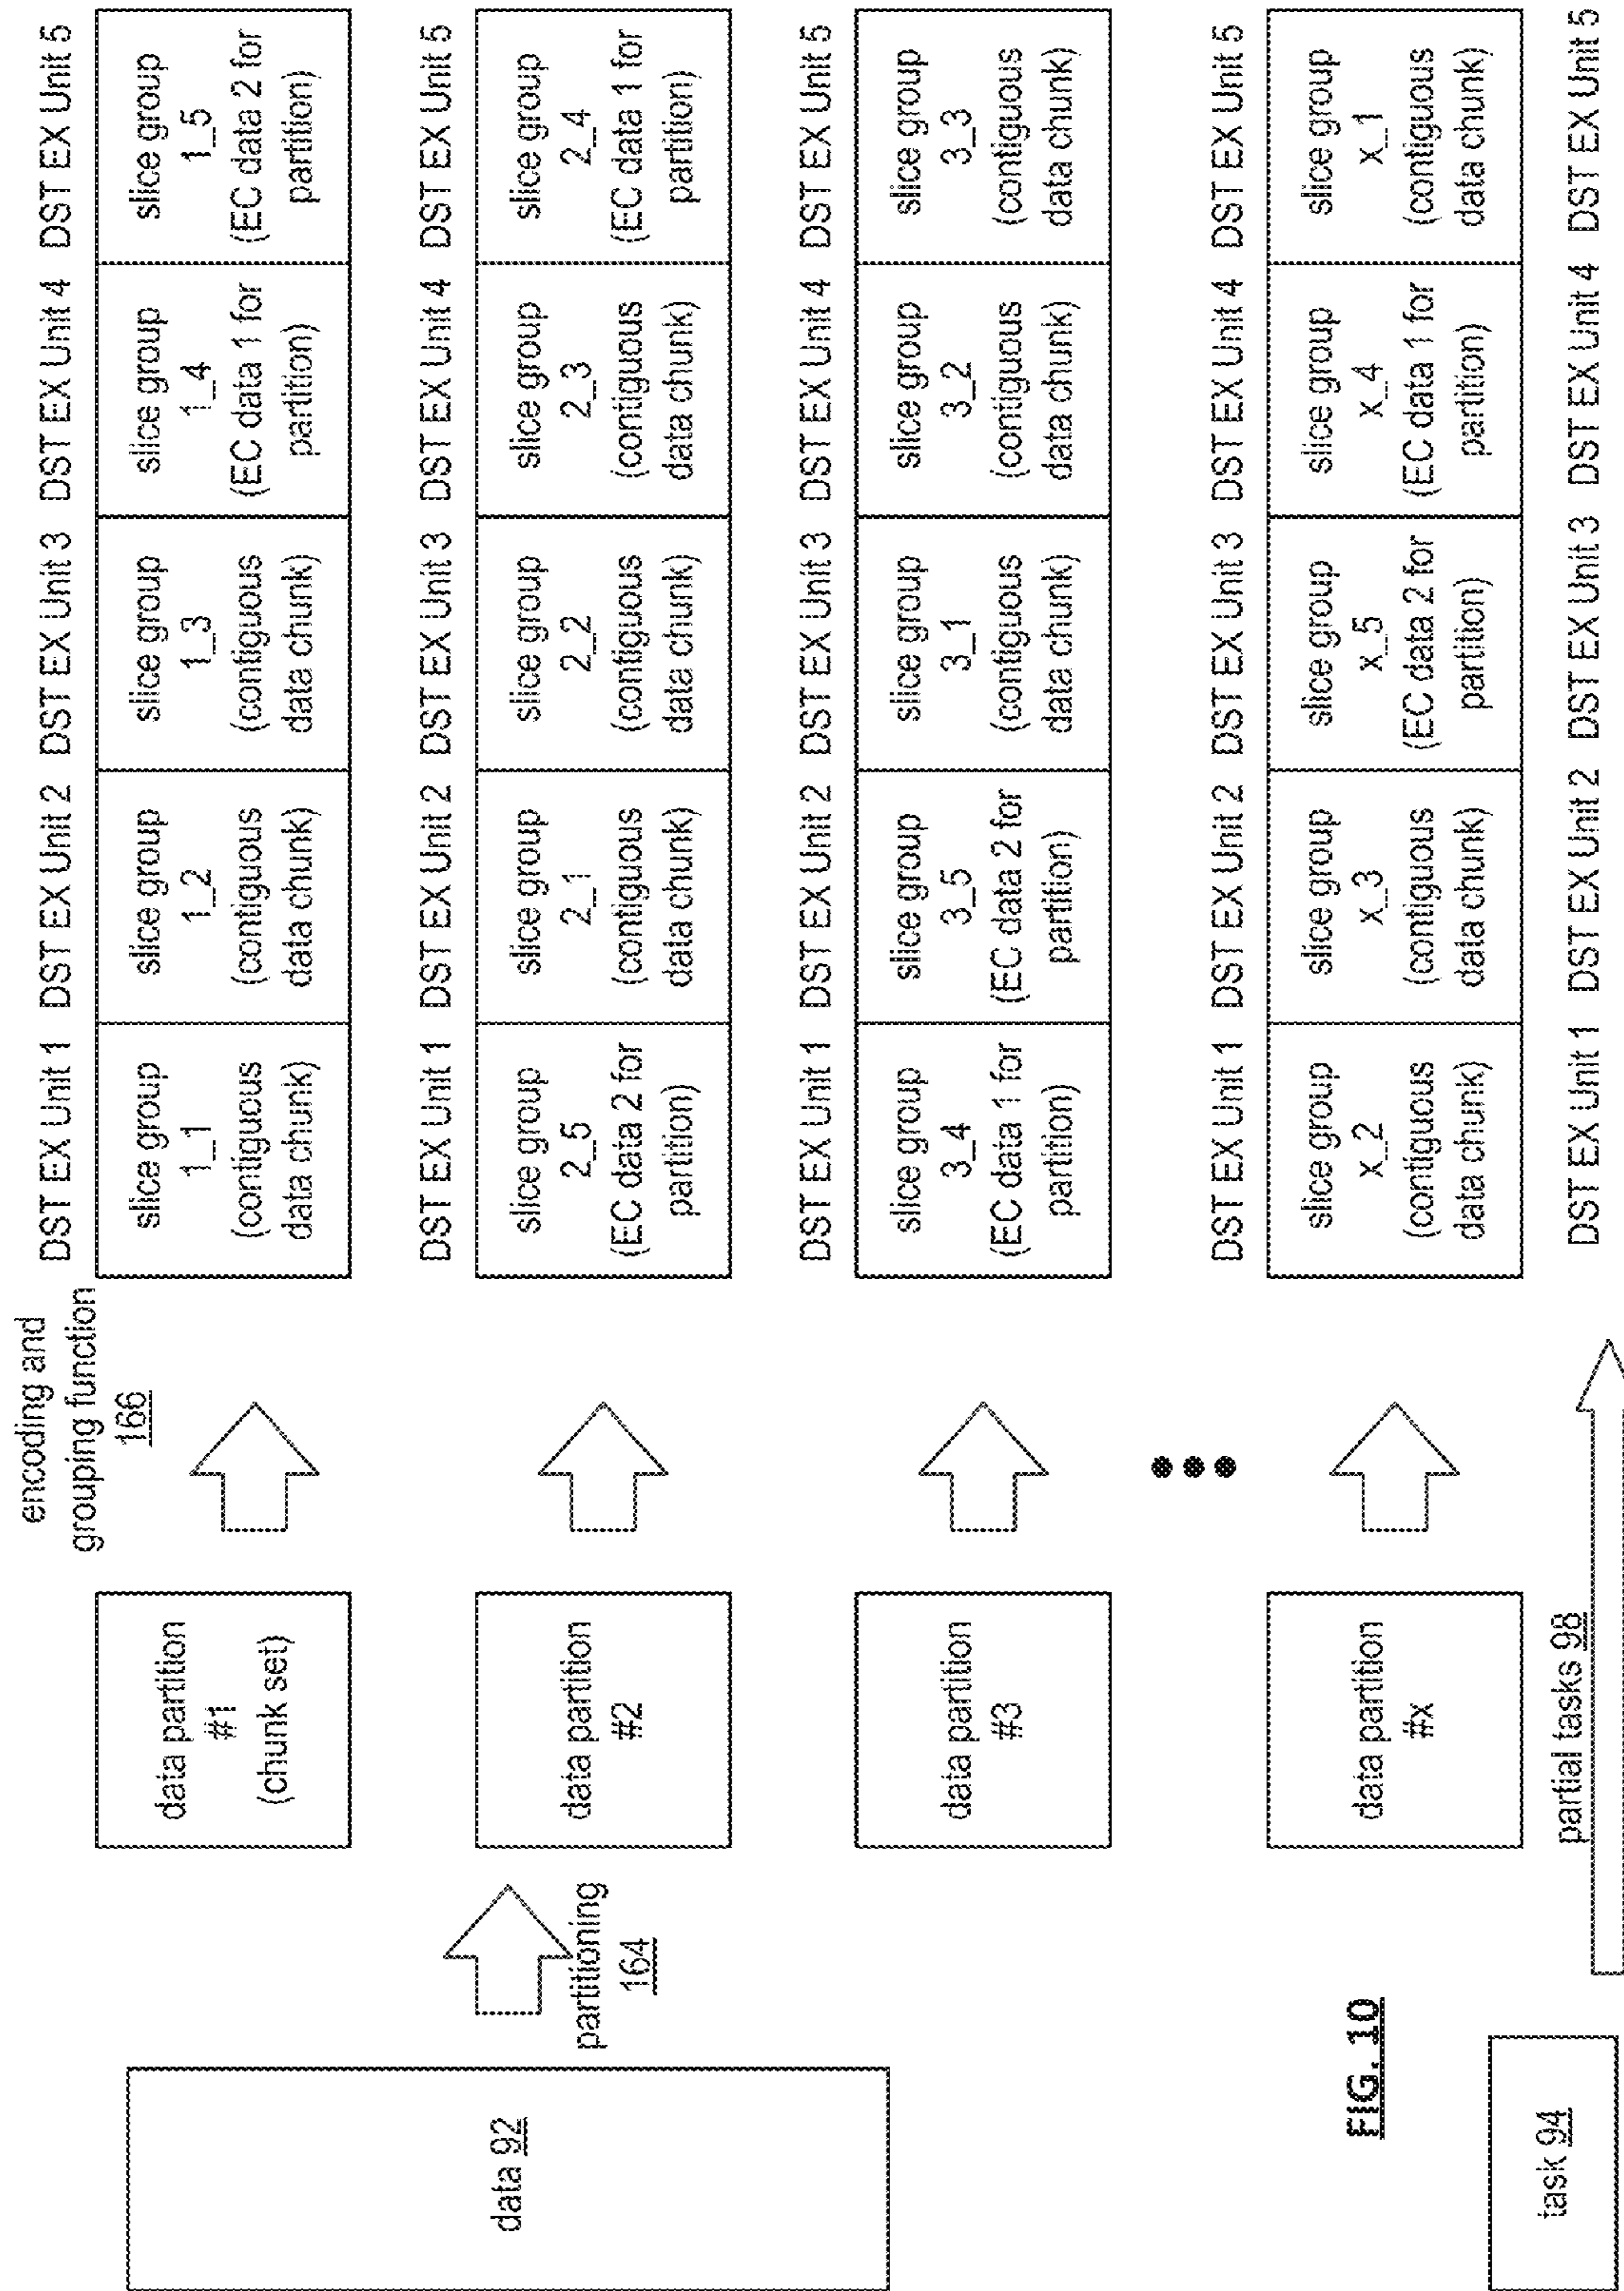 data 92
partitioning
164
data partition
#1
(chunk set)
data partition
#2
data partition
#3
data partition
#x
encoding and
grouping function
166
DST EX Unit 1 DST EX Unit 2 DST EX Unit 3 DST EX Unit 4 DST EX Unit 5
slice group
1_1
(contiguous
data chunk)
slice group
1_2
(contiguous
data chunk)
slice group
1_3
(contiguous
data chunk)
slice group
1_4
(EC data 1 for
partition)
slice group
1_5
(EC data 2 for
partition)
DST EX Unit 1 DST EX Unit 2 DST EX Unit 3 DST EX Unit 4 DST EX Unit 5
slice group
2_5
(EC data 2 for
partition)
slice group
2_1
(contiguous
data chunk)
slice group
2_2
(contiguous
data chunk)
slice group
2_3
(contiguous
data chunk)
slice group
2_4
(EC data 1 for
partition)
DST EX Unit 1 DST EX Unit 2 DST EX Unit 3 DST EX Unit 4 DST EX Unit 5
slice group
3_4
(EC data 1 for
partition)
slice group
3_5
(EC data 2 for
partition)
slice group
3_1
(contiguous
data chunk)
slice group
3_2
(contiguous
data chunk)
slice group
3_3
(contiguous
data chunk)
DST EX Unit 1 DST EX Unit 2 DST EX Unit 3 DST EX Unit 4 DST EX Unit 5
slice group
x_2
(contiguous
data chunk)
slice group
x_3
(contiguous
data chunk)
slice group
x_5
(EC data 2 for
partition)
slice group
x_4
(EC data 1 for
partition)
slice group
x_1
(contiguous
data chunk)
FIG. 10
task 94
partial tasks 98
DST EX Unit 1 DST EX Unit 2 DST EX Unit 3 DST EX Unit 4 DST EX Unit 5